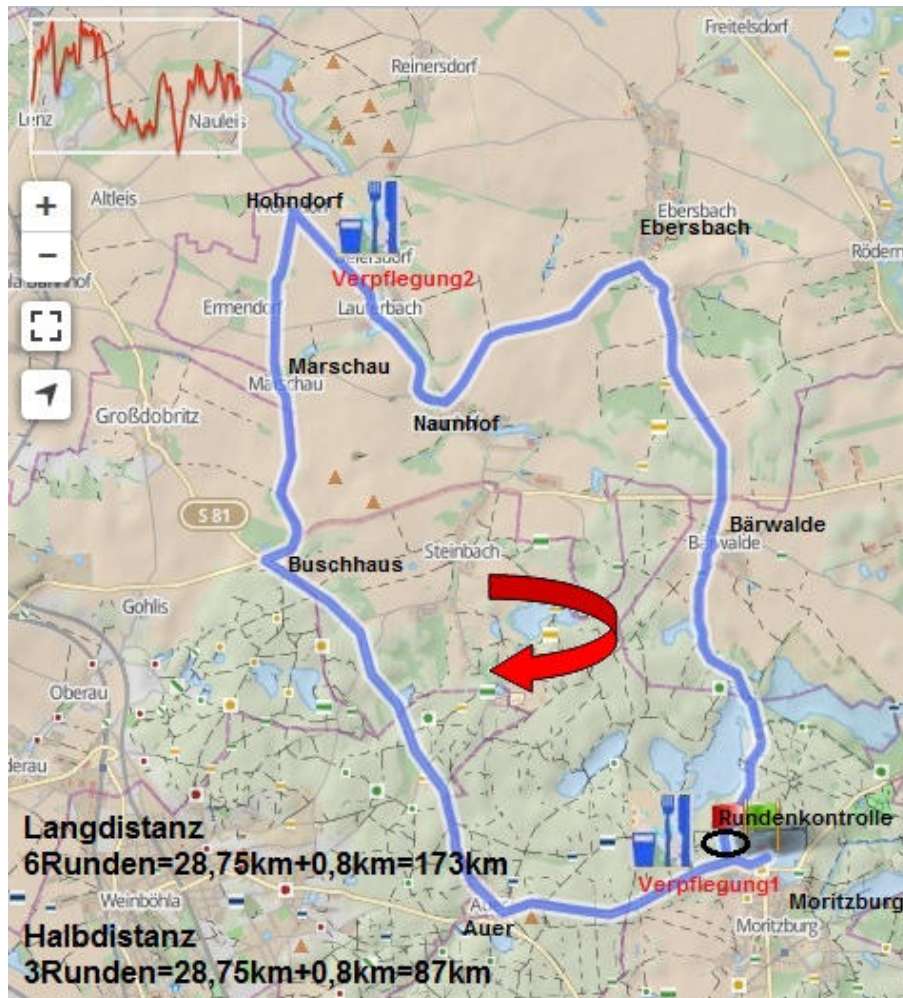 Freitelsdorf
Reinersdorf
Lenz
Nauleis
+
Altleis
Hohndorf
Ebersbach
Ebersbach
−
Verpflegung2
Ermendorf
Lauterbach
Marschau
Marschau
Großdobritz
Naunhof
S 81
Bärwalde
Steinbach
Bärwalde
Buschhaus
Gohlis
Oberau
Rundenkontrolle
Langdistanz
6Runden=28,75km+0,8km=173km
Verpflegung1
Weinböhla
Moritzburg
Auer
Moritzburg
Halbdistanz
3Runden=28,75km+0,8km=87km